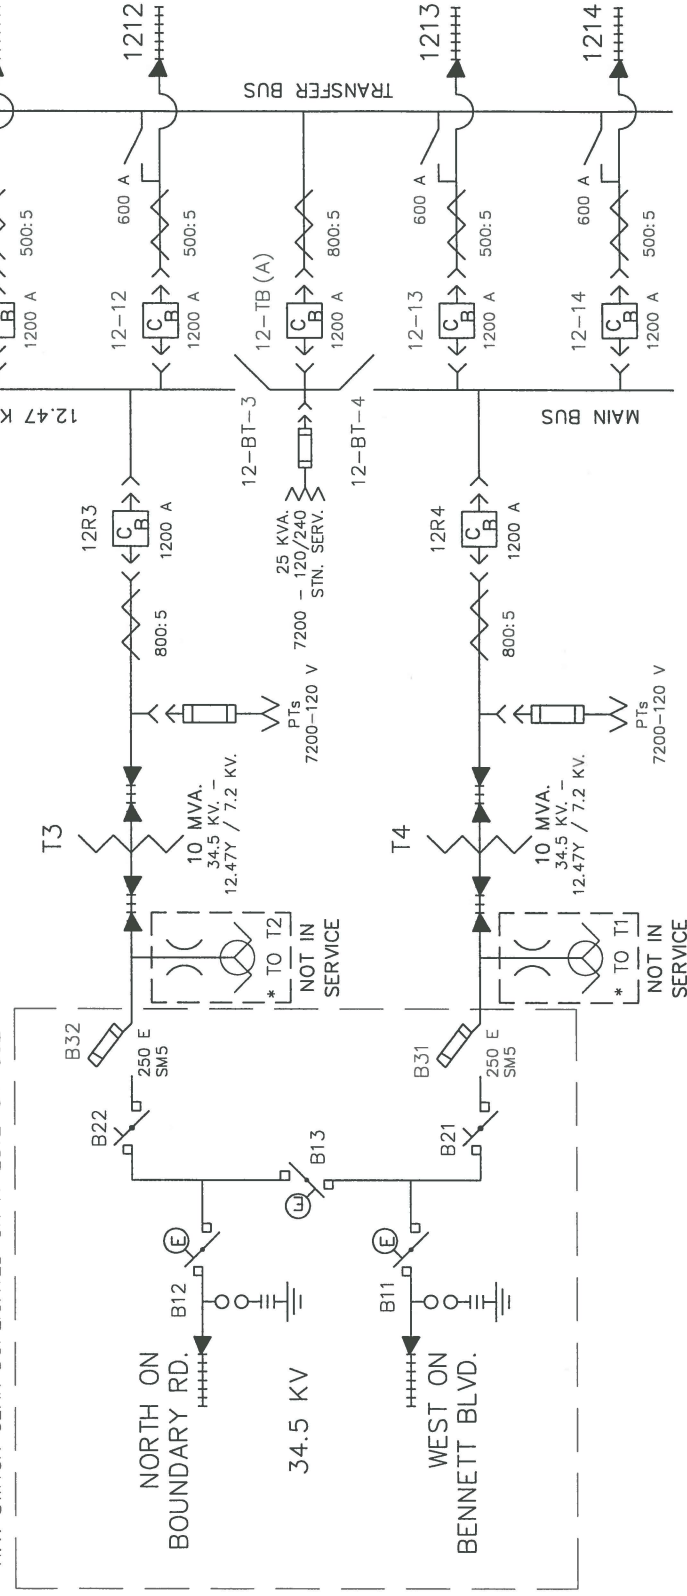 1212
1213
1214
TRANSFER BUS
600 A
600 A
600 A
500:5
500:5
800:5
500:5
500:5
12-12
12-TB (A)
12-13
12-14
C
B
R
1200 A
C
B
R
1200 A
C
B
R
1200 A
C
B
R
1200 A
1200 A
12.47 K
MAIN BUS
12-BT-3
12-BT-4
25 KVA.
7200 - 120/240
STN. SERV.
12R3
C
B
R
1200 A
12R4
C
B
R
1200 A
800:5
800:5
PTs
7200-120 V
PTs
7200-120 V
T3
10 MVA.
34.5 KV. -
12.47Y / 7.2 KV.
T4
10 MVA.
34.5 KV. -
12.47Y / 7.2 KV.
* TO T2
NOT IN
SERVICE
* TO T1
NOT IN
SERVICE
B32
250 E
SM5
B31
250 E
SM5
B22
B21
B13
E
B12
E
B11
E
NORTH ON
BOUNDARY RD.
34.5 KV
WEST ON
BENNETT BLVD.